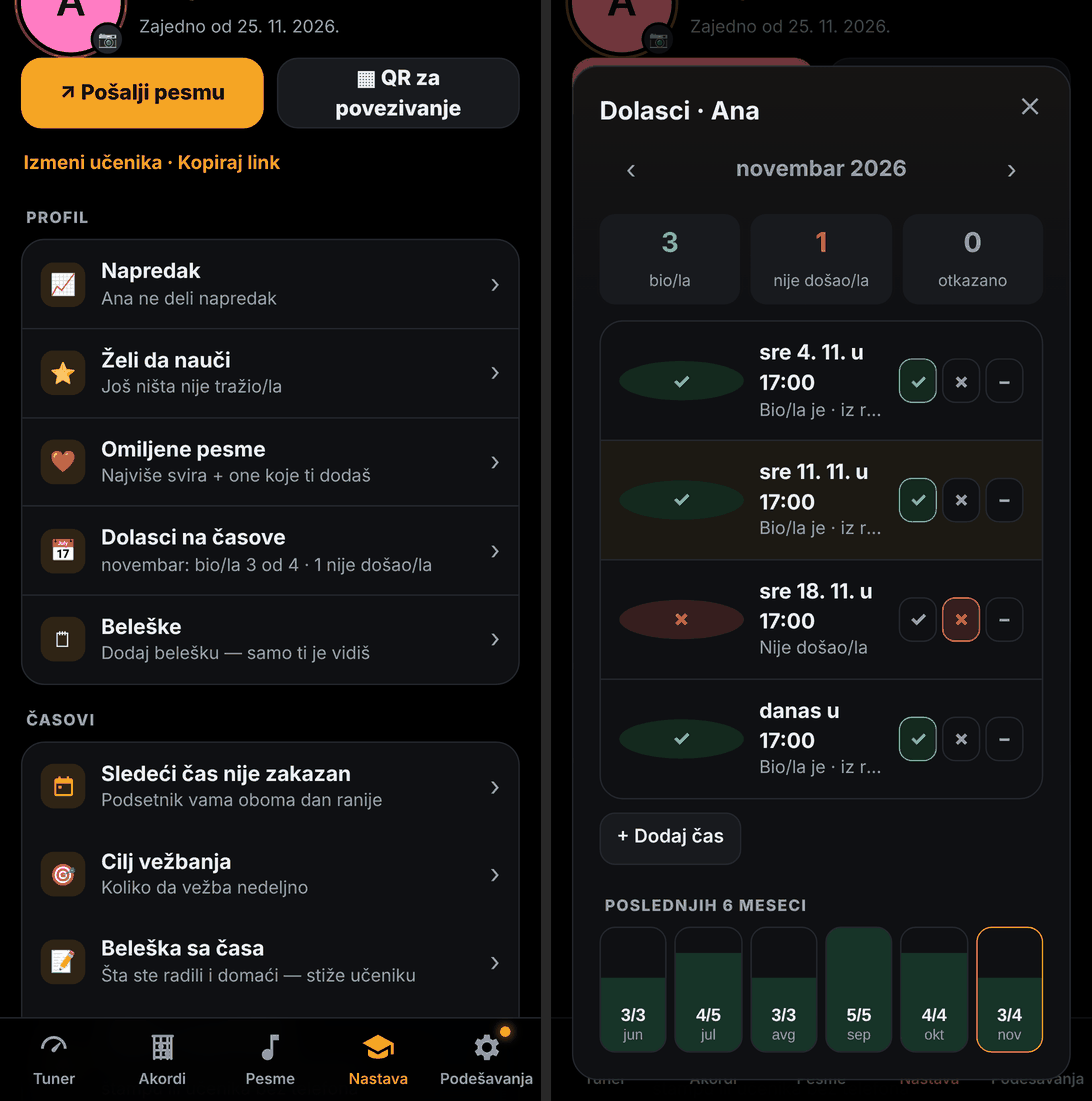 A
Zajedno od 25. 11. 2026.
↗ Pošalji pesmu
QR za
povezivanje
Izmeni učenika · Kopiraj link
PROFIL
Napredak
Ana ne deli napredak
Želi da nauči
Još ništa nije tražio/la
Omiljene pesme
Najviše svira + one koje ti dodaš
July
17
Dolasci na časove
novembar: bio/la 3 od 4 · 1 nije došao/la
Beleške
Dodaj belešku — samo ti je vidiš
ČASOVI
Sledeći čas nije zakazan
Podsetnik vama oboma dan ranije
Cilj vežbanja
Koliko da vežba nedeljno
Beleška sa časa
Šta ste radili i domaći — stiže učeniku
Tuner
Akordi
Pesme
Nastava
Podešavanja
A
Zajedno od 25. 11. 2026.
Dolasci · Ana
novembar 2026
3
bio/la
1
nije došao/la
0
otkazano
sre 4. 11. u
17:00
Bio/la je · iz r...
sre 11. 11. u
17:00
Bio/la je · iz r...
sre 18. 11. u
17:00
Nije došao/la
danas u
17:00
Bio/la je · iz r...
+ Dodaj čas
POSLEDNJIH 6 MESECI
3/3
jun
4/5
jul
3/3
avg
5/5
sep
4/4
okt
3/4
nov
Tuner
Akordi
Pesme
Nastava
Podešavanja